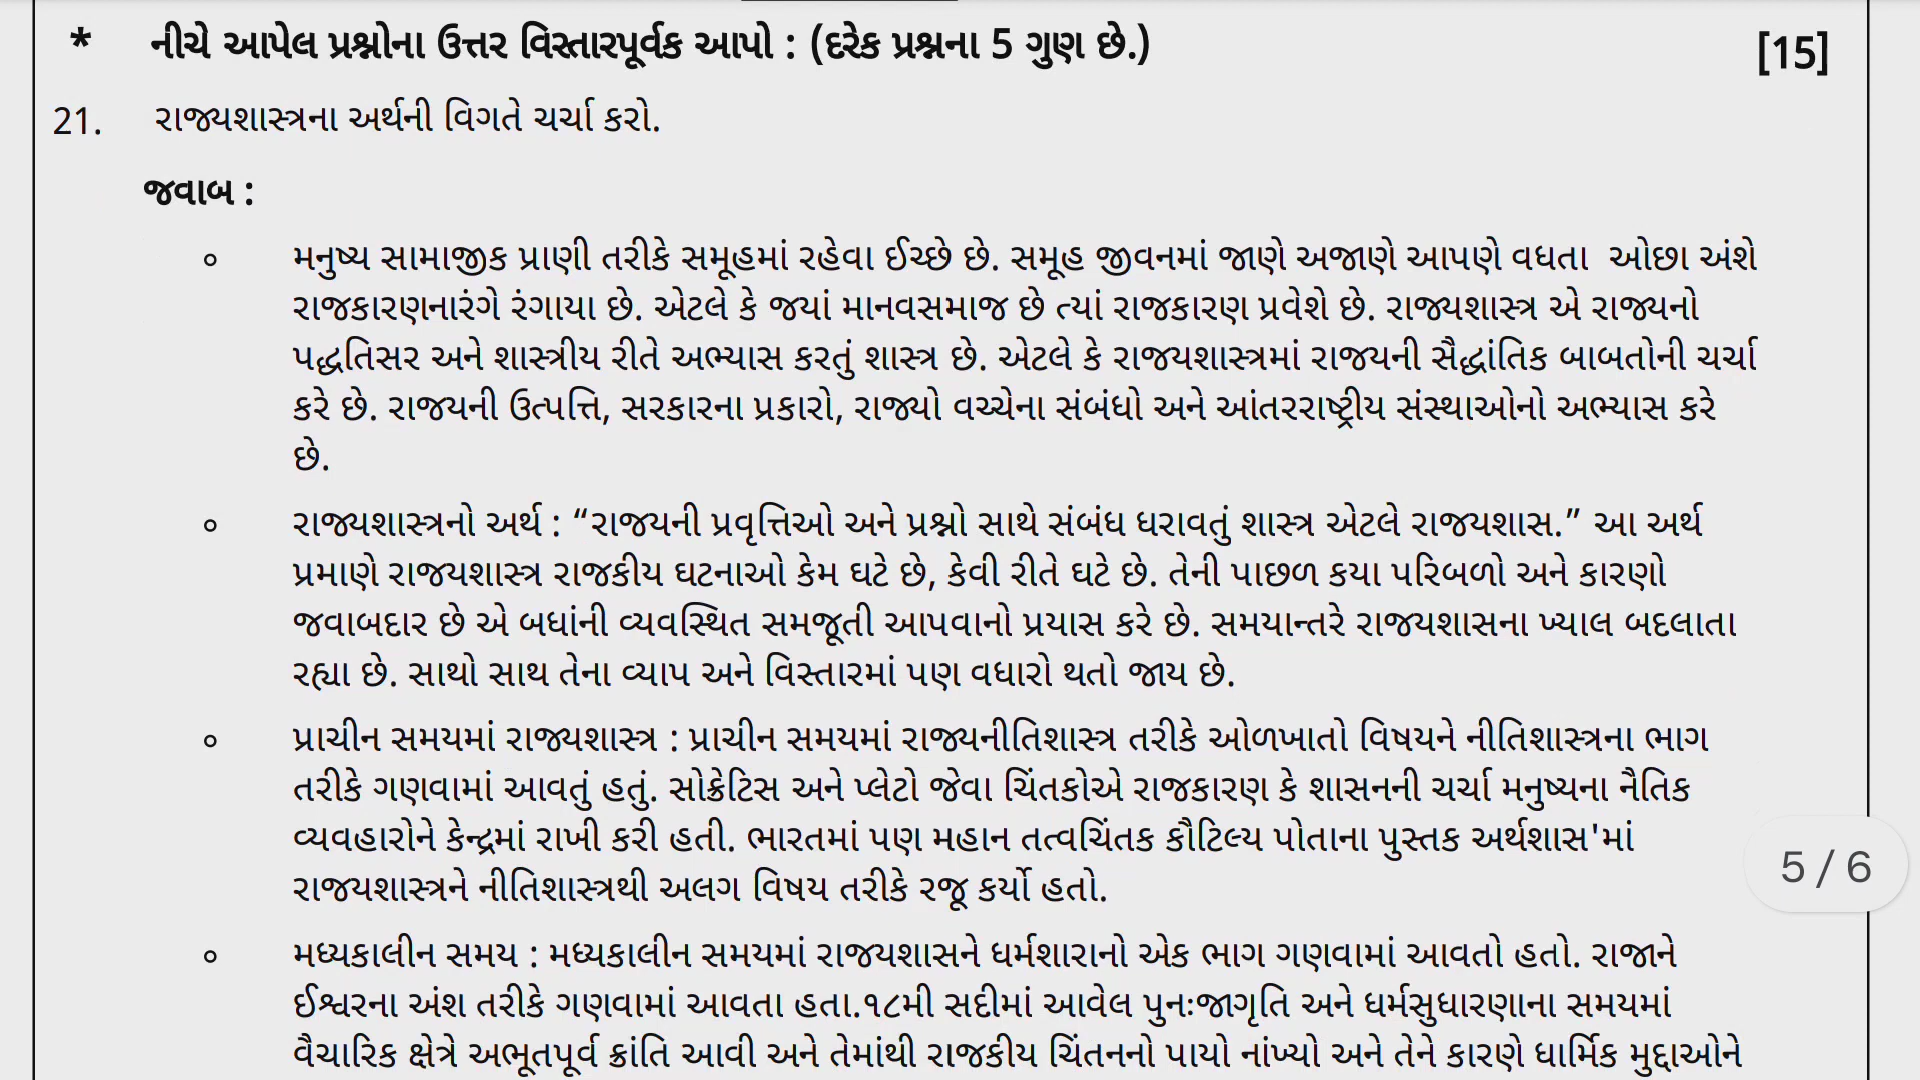 * નીચે આપેલ પ્રશ્નોના ઉત્તર વિસ્તારપૂર્વક આપો : (દરેક પ્રશ્નના 5 ગુણ છે.) [15]
21. રાજ્યશાસ્ત્રના અર્થની વિગતે ચર્ચા કરો.
જવાબ :
○ મનુષ્ય સામાજીક પ્રાણી તરીકે સમૂહમાં રહેવા ઈચ્છે છે. સમૂહ જીવનમાં જાણે અજાણે આપણે વધતા ઓછા અંશે
રાજકારણનારંગે રંગાયા છે. એટલે કે જયાં માનવસમાજ છે ત્યાં રાજકારણ પ્રવેશે છે. રાજ્યશાસ્ત્ર એ રાજ્યનો
પદ્ધતિસર અને શાસ્ત્રીય રીતે અભ્યાસ કરતું શાસ્ત્ર છે. એટલે કે રાજયશાસ્ત્રમાં રાજયની સૈદ્ધાંતિક બાબતોની ચર્ચા
કરે છે. રાજયની ઉત્પત્તિ, સરકારના પ્રકારો, રાજ્યો વચ્ચેના સંબંધો અને આંતરરાષ્ટ્રીય સંસ્થાઓનો અભ્યાસ કરે
છે.
○ રાજ્યશાસ્ત્રનો અર્થ : “રાજયની પ્રવૃત્તિઓ અને પ્રશ્નો સાથે સંબંધ ધરાવતું શાસ્ત્ર એટલે રાજયશાસ.” આ અર્થ
પ્રમાણે રાજયશાસ્ત્ર રાજકીય ઘટનાઓ કેમ ઘટે છે, કેવી રીતે ઘટે છે. તેની પાછળ કયા પરિબળો અને કારણો
જવાબદાર છે એ બધાંની વ્યવસ્થિત સમજૂતી આપવાનો પ્રયાસ કરે છે. સમયાન્તરે રાજ્યશાસના ખ્યાલ બદલાતા
રહ્યા છે. સાથો સાથ તેના વ્યાપ અને વિસ્તારમાં પણ વધારો થતો જાય છે.
○ પ્રાચીન સમયમાં રાજ્યશાસ્ત્ર : પ્રાચીન સમયમાં રાજ્યનીતિશાસ્ત્ર તરીકે ઓળખાતો વિષયને નીતિશાસ્ત્રના ભાગ
તરીકે ગણવામાં આવતું હતું. સોક્રેટિસ અને પ્લેટો જેવા ચિંતકોએ રાજકારણ કે શાસનની ચર્ચા મનુષ્યના નૈતિક
વ્યવહારોને કેન્દ્રમાં રાખી કરી હતી. ભારતમાં પણ મહાન તત્વચિંતક કૌટિલ્ય પોતાના પુસ્તક અર્થશાસ'માં
રાજયશાસ્ત્રને નીતિશાસ્ત્રથી અલગ વિષય તરીકે રજૂ કર્યો હતો.
5 / 6
○ મધ્યકાલીન સમય : મધ્યકાલીન સમયમાં રાજયશાસને ધર્મશારાનો એક ભાગ ગણવામાં આવતો હતો. રાજાને
ઈશ્વરના અંશ તરીકે ગણવામાં આવતા હતા.૧૮મી સદીમાં આવેલ પુનઃજાગૃતિ અને ધર્મસુધારણાના સમયમાં
વૈચારિક ક્ષેત્રે અભૂતપૂર્વ ક્રાંતિ આવી અને તેમાંથી રાજકીય ચિંતનનો પાયો નાંખ્યો અને તેને કારણે ધાર્મિક મુદ્દાઓને